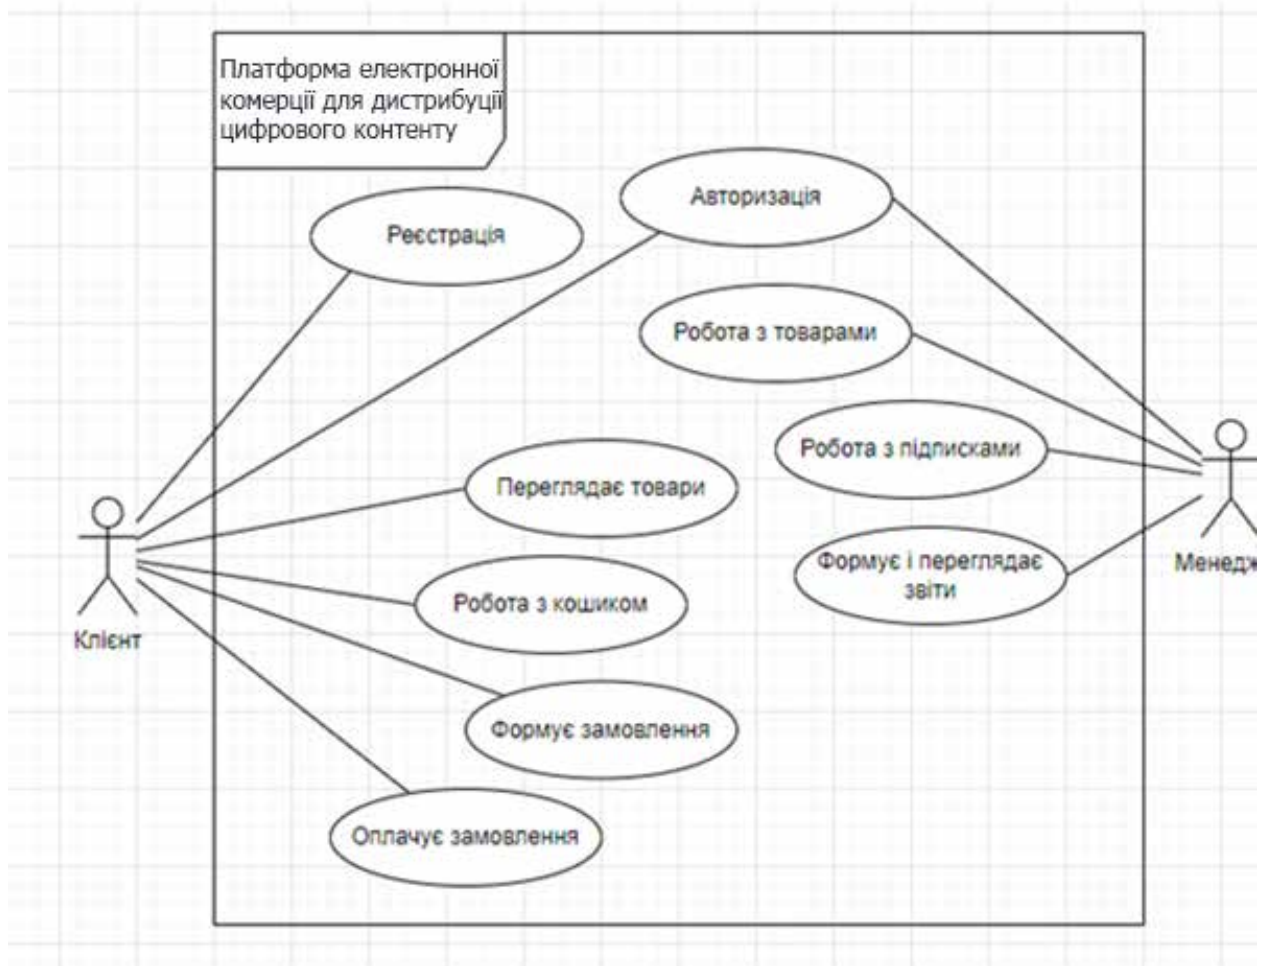 Платформа електронної
комерції для дистрибуції
цифрового контенту
Авторизація
Реєстрація
Робота з товарами
Робота з підписками
Переглядає товари
Формує і переглядає
звіти
Менедж
Робота з кошиком
Клієнт
Формує замовлення
Оплачує замовлення